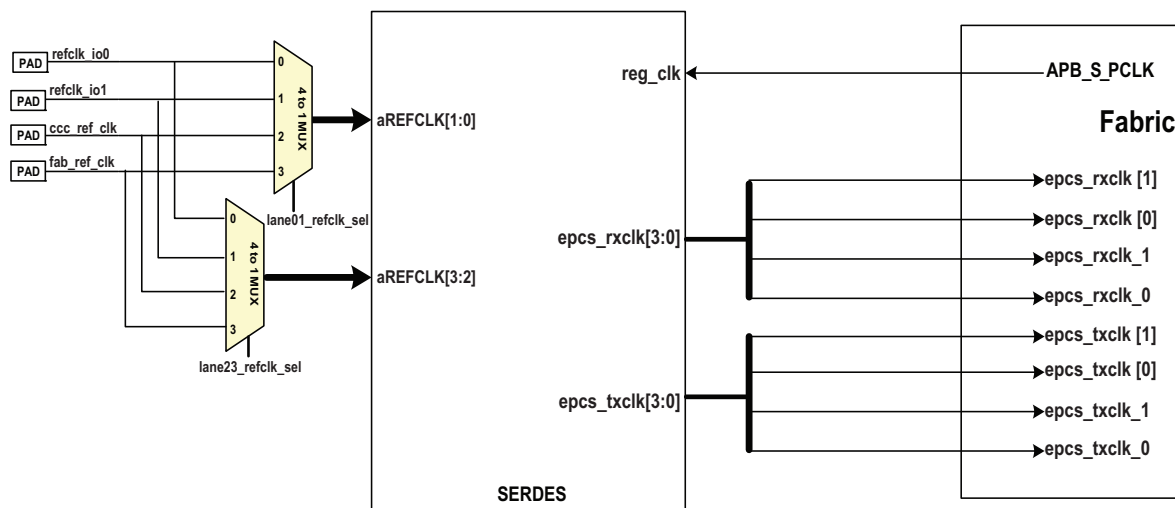 PAD
refclk_io0
PAD
refclk_io1
PAD
ccc_ref_clk
PAD
fab_ref_clk
0
1
2
3
4 to 1 MUX
lane01_refclk_sel
0
1
2
3
4 to 1 MUX
lane23_refclk_sel
aREFCLK[1:0]
aREFCLK[3:2]
reg_clk
epcs_rxclk[3:0]
epcs_txclk[3:0]
SERDES
APB_S_PCLK
Fabric
epcs_rxclk [1]
epcs_rxclk [0]
epcs_rxclk_1
epcs_rxclk_0
epcs_txclk [1]
epcs_txclk [0]
epcs_txclk_1
epcs_txclk_0